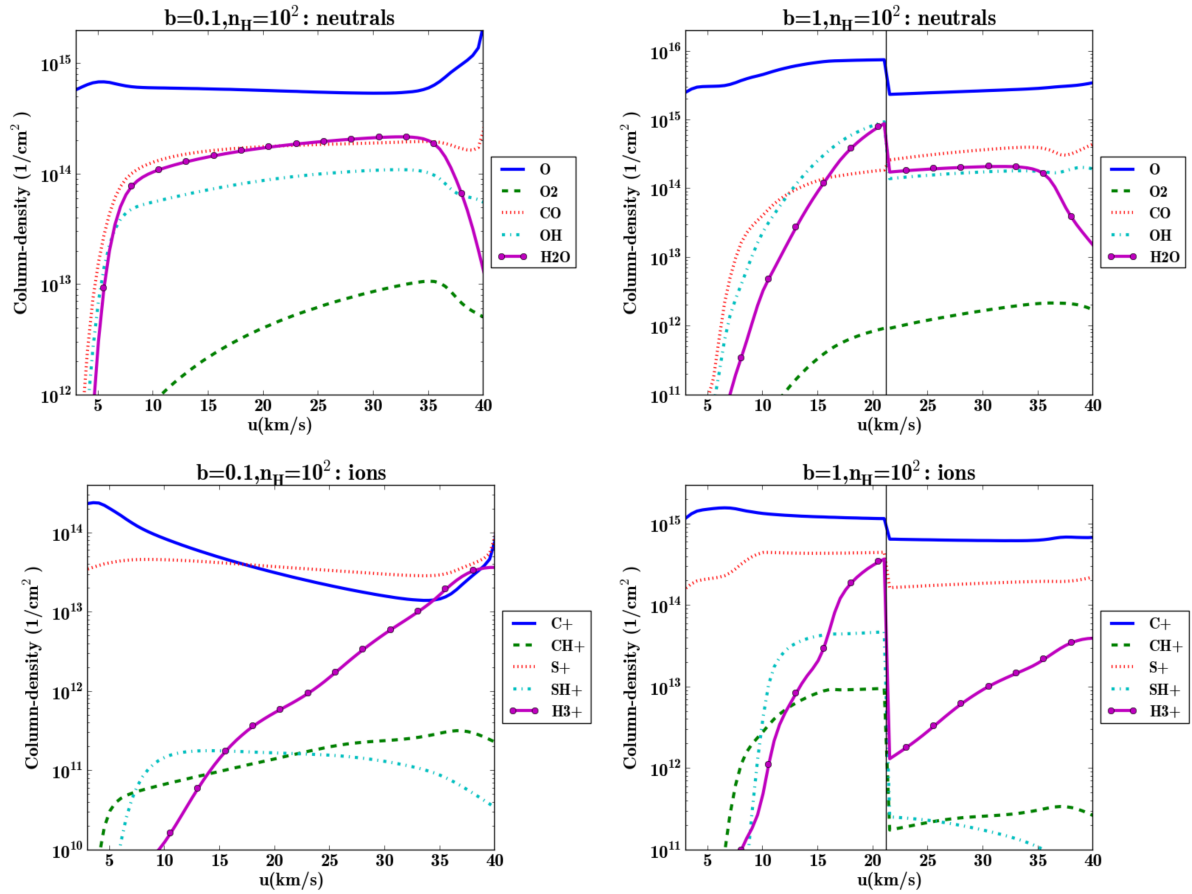 b=0.1,n_H=10^2: neutrals
Column-density (1/cm^2)
10^15
10^14
10^13
10^12
5 10 15 20 25 30 35 40
u(km/s)
O
O2
CO
OH
H2O
b=1,n_H=10^2: neutrals
Column-density (1/cm^2)
10^16
10^15
10^14
10^13
10^12
10^11
5 10 15 20 25 30 35 40
u(km/s)
O
O2
CO
OH
H2O
b=0.1,n_H=10^2: ions
Column-density (1/cm^2)
10^14
10^13
10^12
10^11
10^10
5 10 15 20 25 30 35 40
u(km/s)
C+
CH+
S+
SH+
H3+
b=1,n_H=10^2: ions
Column-density (1/cm^2)
10^15
10^14
10^13
10^12
10^11
5 10 15 20 25 30 35 40
u(km/s)
C+
CH+
S+
SH+
H3+